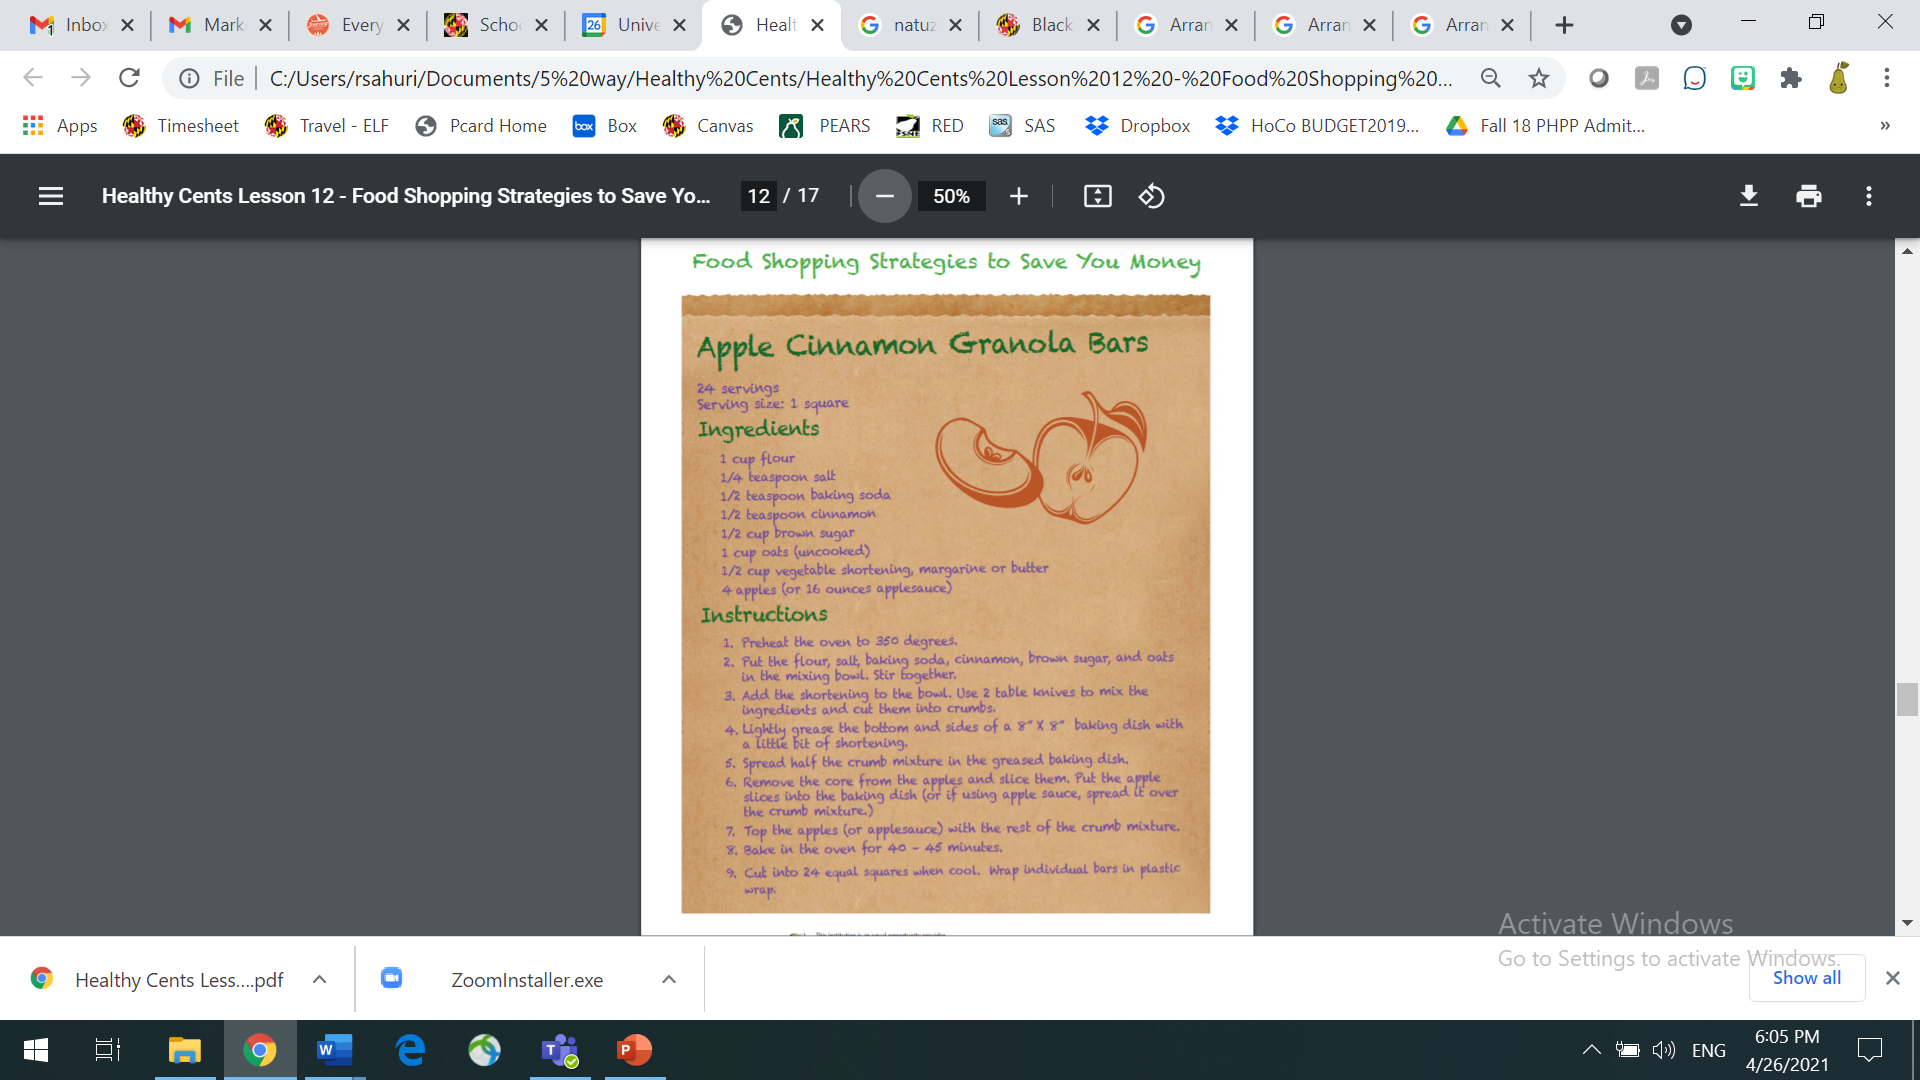 Inbox
Mark
Every
Schoo
26
Unive
Healt
natuz
Black
Arran
Arran
Arran
File
C:/Users/rsahuri/Documents/5%20way/Healthy%20Cents/Healthy%20Cents%20Lesson%2012%20-%20Food%20Shopping%20...
Apps
Timesheet
Travel - ELF
Pcard Home
box Box
Canvas
PEARS
RED
sas SAS
Dropbox
HoCo BUDGET2019...
Fall 18 PHPP Admit...
»
Healthy Cents Lesson 12 - Food Shopping Strategies to Save Yo...
12 / 17
50%
Food Shopping Strategies to Save You Money
Apple Cinnamon Granola Bars
24 servings
Serving size: 1 square
Ingredients
1 cup flour
1/4 teaspoon salt
1/2 teaspoon baking soda
1/2 teaspoon cinnamon
1/2 cup brown sugar
1 cup oats (uncooked)
1/2 cup vegetable shortening, margarine or butter
4 apples (or 16 ounces applesauce)
Instructions
1. Preheat the oven to 350 degrees.
2. Put the flour, salt, baking soda, cinnamon, brown sugar, and oats
in the mixing bowl. Stir together.
3. Add the shortening to the bowl. Use 2 table knives to mix the
ingredients and cut them into crumbs.
4. Lightly grease the bottom and sides of a 8" X 8" baking dish with
a little bit of shortening.
5. Spread half the crumb mixture in the greased baking dish.
6. Remove the core from the apples and slice them. Put the apple
slices into the baking dish (or if using apple sauce, spread it over
the crumb mixture.)
7. Top the apples (or applesauce) with the rest of the crumb mixture.
8. Bake in the oven for 40 - 45 minutes.
9. Cut into 24 equal squares when cool. Wrap individual bars in plastic
wrap.
Activate Windows
Go to Settings to activate Windows.
Healthy Cents Less....pdf
ZoomInstaller.exe
Show all
ENG
6:05 PM
4/26/2021